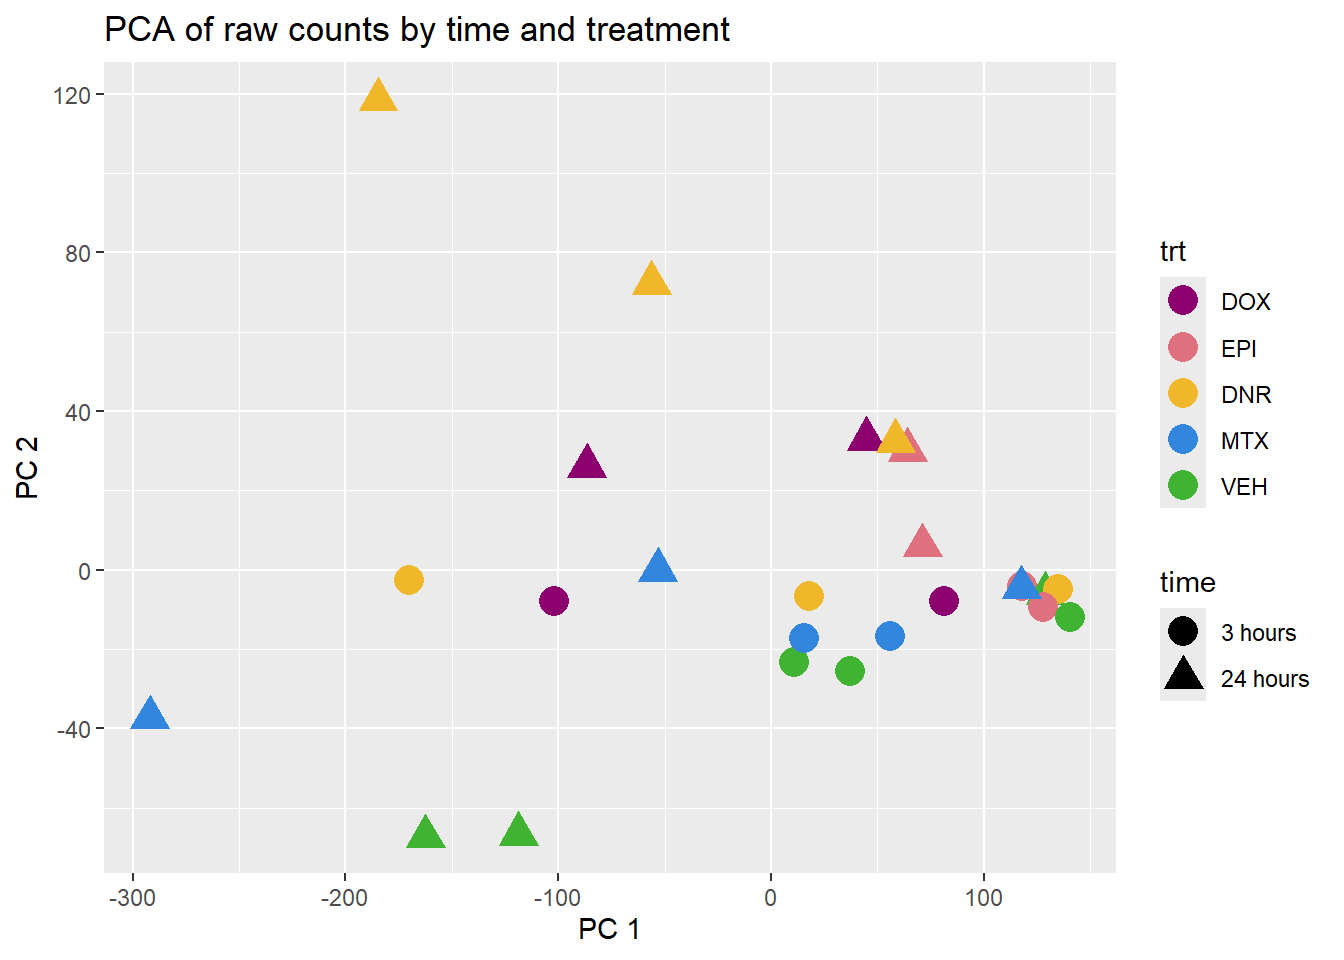 PCA of raw counts by time and treatment
120
80
40
0
-40
PC 2
-300
-200
-100
0
100
PC 1
trt
DOX
EPI
DNR
MTX
VEH
time
3 hours
24 hours